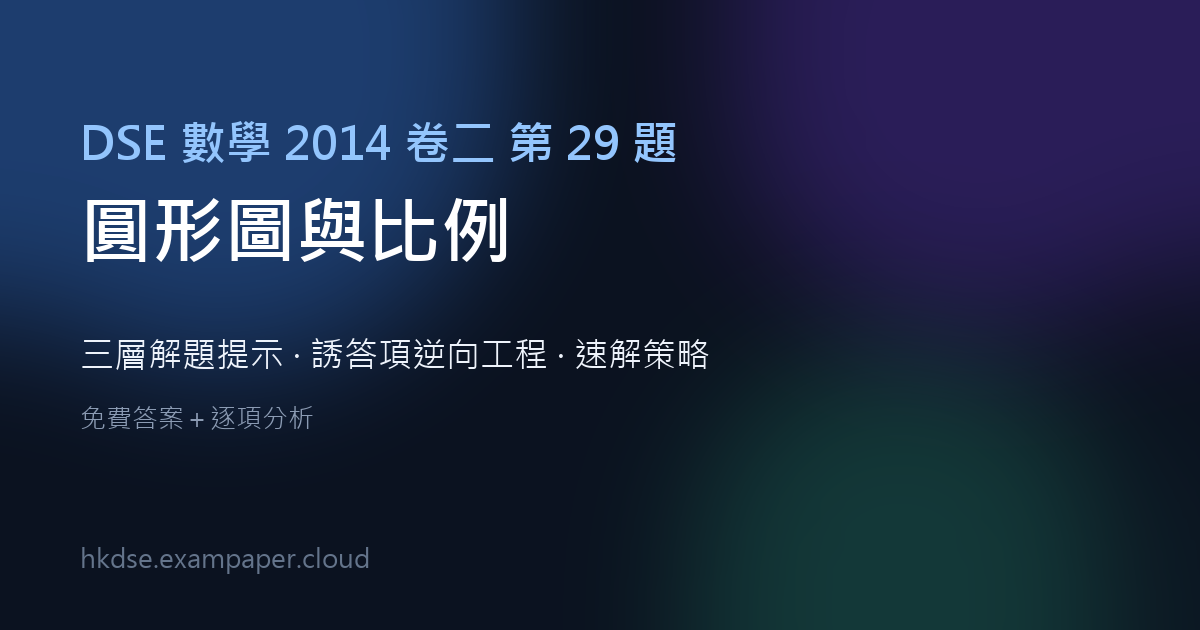 DSE 數學 2014 卷二 第 29 題
圓形圖與比例
三層解題提示 · 誘答項逆向工程 · 速解策略
免費答案 + 逐項分析
hkdse.exampaper.cloud